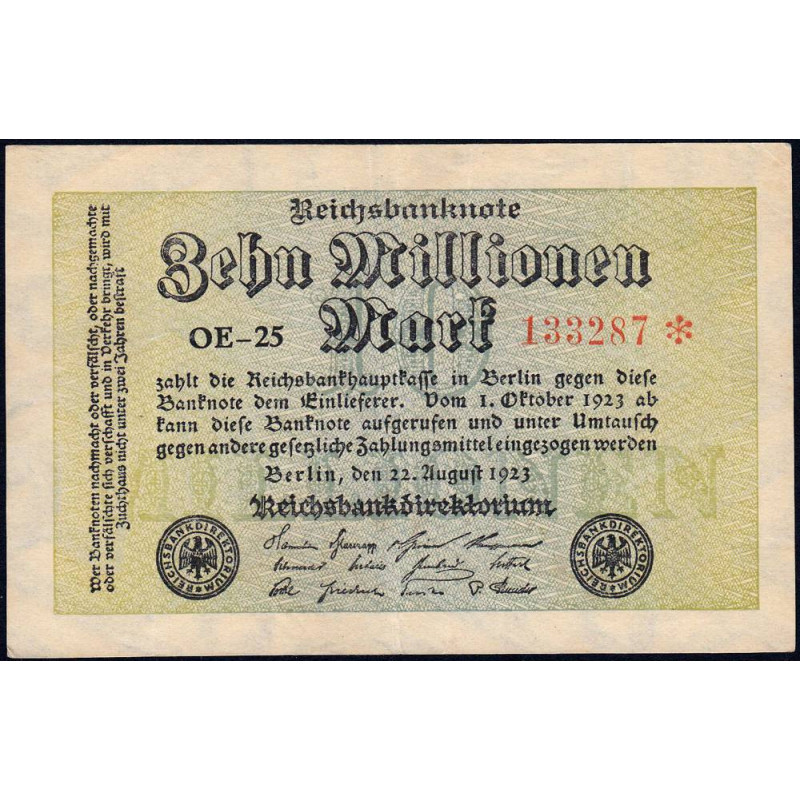 Reichsbanknote
Zehn Millionen
Mark
OE-25
133287 *
zahlt die Reichsbankhauptkasse in Berlin gegen diese
Banknote dem Einlieferer. Vom 1. Oktober 1923 ab
kann diese Banknote aufgerufen und unter Umtausch
gegen andere gesetzliche Zahlungsmittel eingezogen werden
Berlin, den 22. August 1923
Reichsbankdirektorium
REICHSBANKDIREKTORIUM
REICHSBANKDIREKTORIUM
Wer Banknoten nachmacht oder verfälscht, oder nachgemachte
oder verfälschte sich verschafft und in Verkehr bringt, wird mit
Zuchthaus nicht unter zwei Jahren bestraft